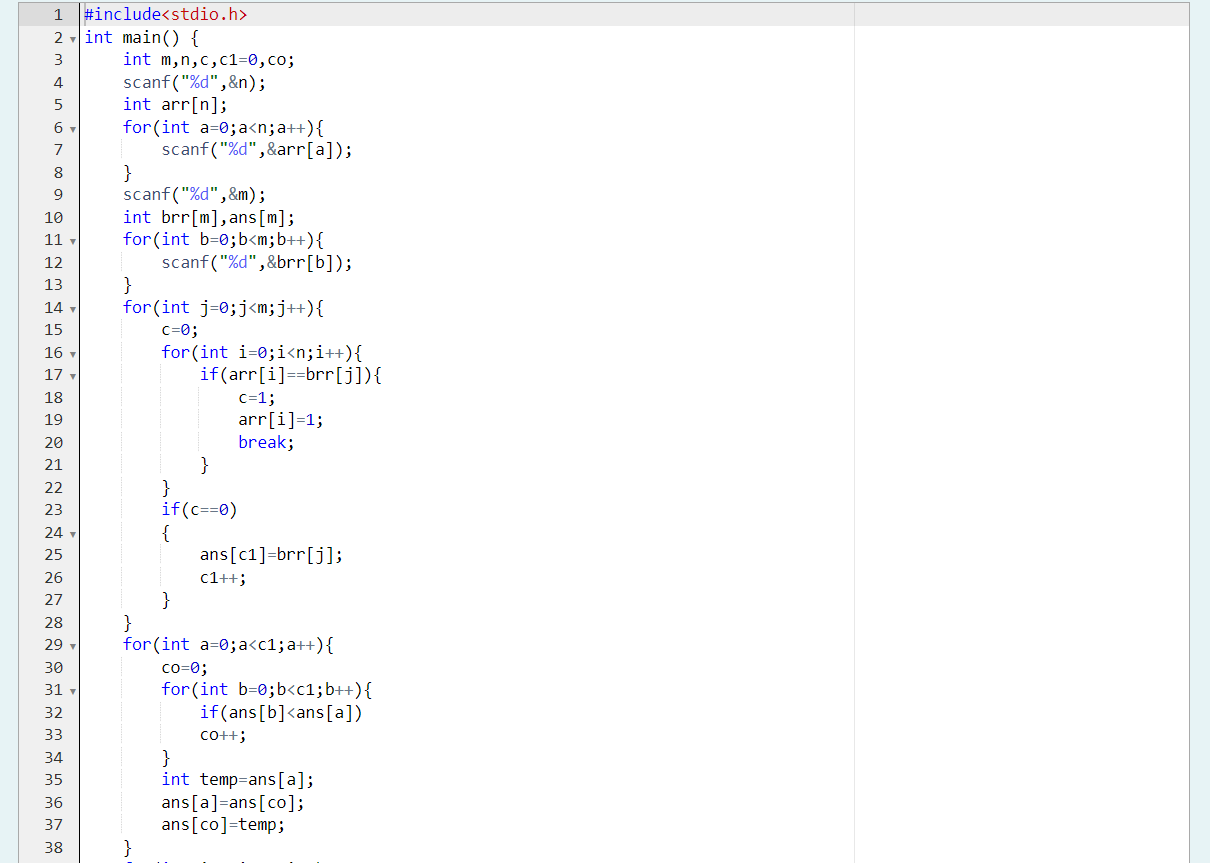 1 #include<stdio.h>
2 int main() {
3     int m,n,c,c1=0,co;
4     scanf("%d",&n);
5     int arr[n];
6     for(int a=0;a<n;a++){
7         scanf("%d",&arr[a]);
8     }
9     scanf("%d",&m);
10     int brr[m],ans[m];
11     for(int b=0;b<m;b++){
12         scanf("%d",&brr[b]);
13     }
14     for(int j=0;j<m;j++){
15         c=0;
16         for(int i=0;i<n;i++){
17             if(arr[i]==brr[j]){
18                 c=1;
19                 arr[i]=1;
20                 break;
21             }
22         }
23         if(c==0)
24         {
25             ans[c1]=brr[j];
26             c1++;
27         }
28     }
29     for(int a=0;a<c1;a++){
30         co=0;
31         for(int b=0;b<c1;b++){
32             if(ans[b]<ans[a])
33             co++;
34         }
35         int temp=ans[a];
36         ans[a]=ans[co];
37         ans[co]=temp;
38     }